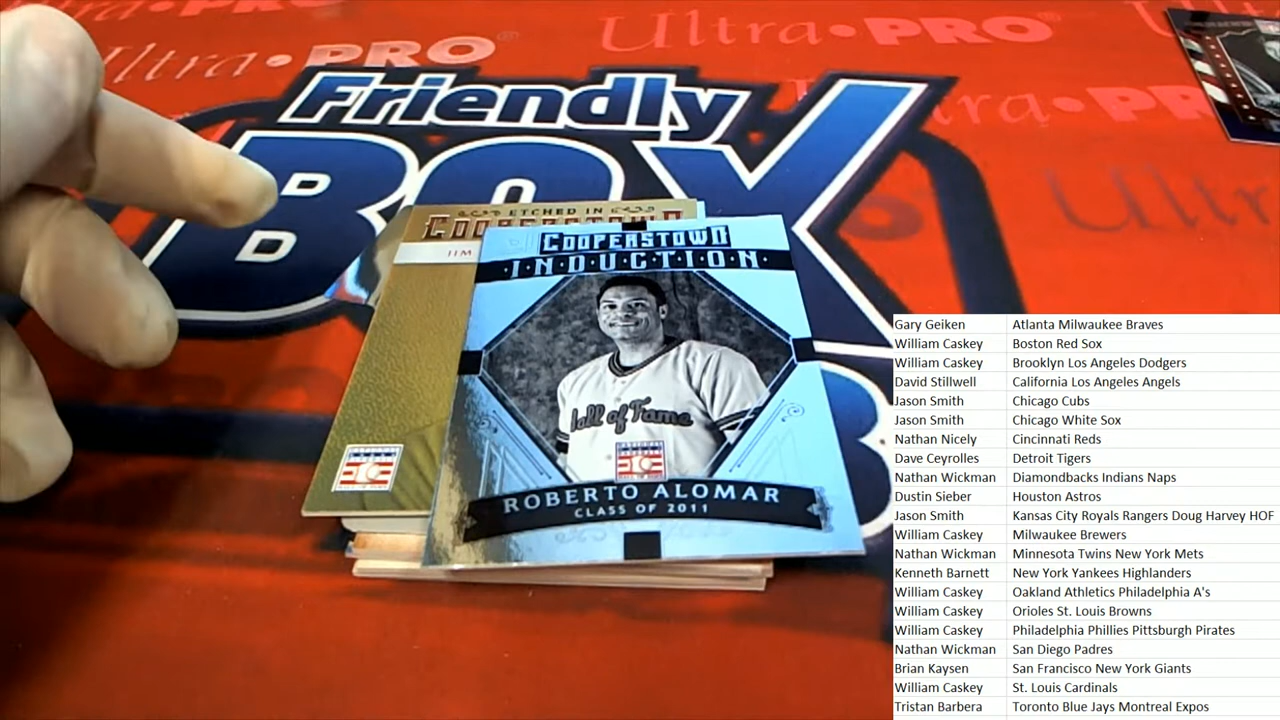 Ultra PRO
Ultra PRO
Friendly
BOX
ETCHED IN
COOPERSTOWN
JIM
COOPERSTOWN
INDUCTION
Hall of Fame
ROBERTO ALOMAR
CLASS OF 2011
Gary Geiken Atlanta Milwaukee Braves
William Caskey Boston Red Sox
William Caskey Brooklyn Los Angeles Dodgers
David Stillwell California Los Angeles Angels
Jason Smith Chicago Cubs
Jason Smith Chicago White Sox
Nathan Nicely Cincinnati Reds
Dave Ceyrolles Detroit Tigers
Nathan Wickman Diamondbacks Indians Naps
Dustin Sieber Houston Astros
Jason Smith Kansas City Royals Rangers Doug Harvey HOF
William Caskey Milwaukee Brewers
Nathan Wickman Minnesota Twins New York Mets
Kenneth Barnett New York Yankees Highlanders
William Caskey Oakland Athletics Philadelphia A's
William Caskey Orioles St. Louis Browns
William Caskey Philadelphia Phillies Pittsburgh Pirates
Nathan Wickman San Diego Padres
Brian Kaysen San Francisco New York Giants
William Caskey St. Louis Cardinals
Tristan Barbera Toronto Blue Jays Montreal Expos